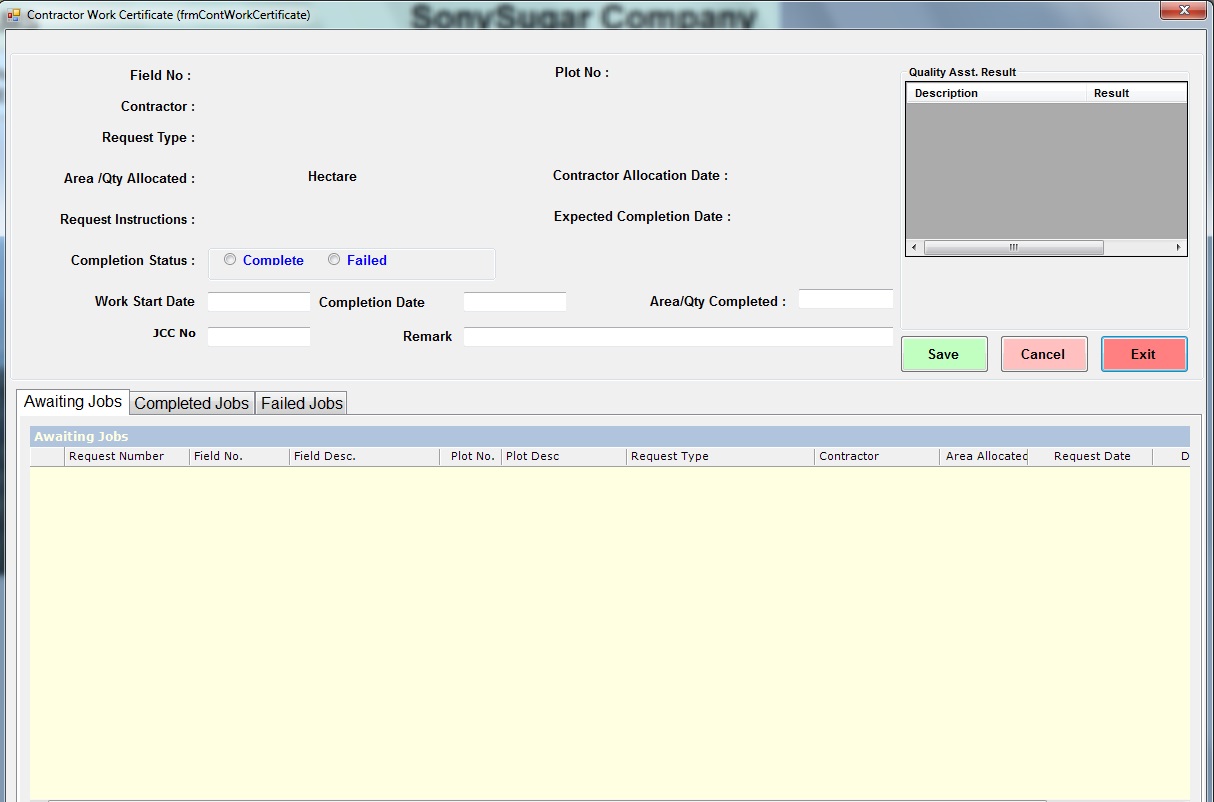 Contractor Work Certificate (frmContWorkCertificate)
SonySugar Company
Field No :
Plot No :
Quality Asst. Result
Description Result
Contractor :
Request Type :
Area /Qty Allocated :
Hectare
Contractor Allocation Date :
Request Instructions :
Expected Completion Date :
Completion Status :
Complete
Failed
Work Start Date
Completion Date
Area/Qty Completed :
JCC No
Remark
Save
Cancel
Exit
Awaiting Jobs
Completed Jobs
Failed Jobs
Awaiting Jobs
Request Number Field No. Field Desc. Plot No. Plot Desc Request Type Contractor Area Allocated Request Date D